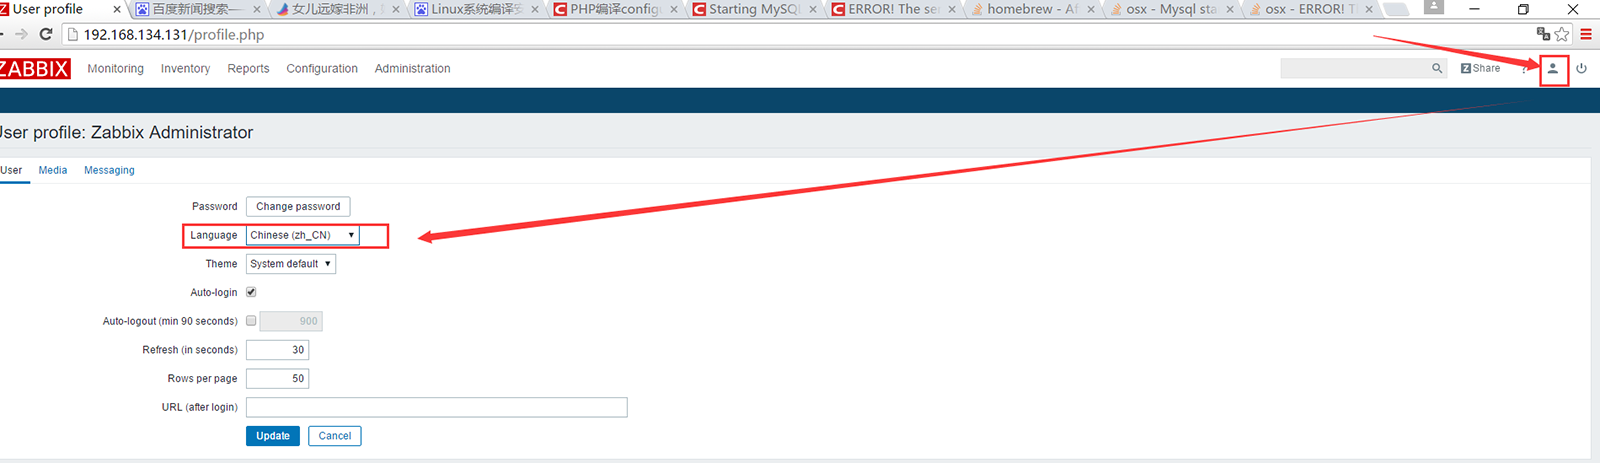 User profile
百度新闻搜索——
女儿远嫁非洲，
Linux系统编译安
PHP编译config
Starting MySQL
ERROR! The ser
homebrew - Af
osx - Mysql sta
osx - ERROR! T
192.168.134.131/profile.php
ZABBIX Monitoring Inventory Reports Configuration Administration
Z Share ?
User profile: Zabbix Administrator
User Media Messaging
Password Change password
Language Chinese (zh_CN)
Theme System default
Auto-login
Auto-logout (min 90 seconds) 900
Refresh (in seconds) 30
Rows per page 50
URL (after login)
Update Cancel